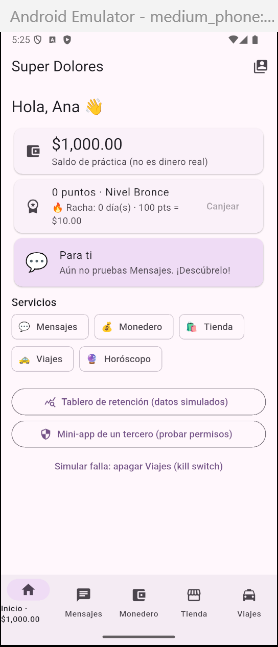 Android Emulator - medium_phone:...
5:25
Super Dolores
Hola, Ana 👋
$1,000.00
Saldo de práctica (no es dinero real)
0 puntos · Nivel Bronce
🔥 Racha: 0 día(s) · 100 pts =
$10.00
Canjear
Para ti
Aún no pruebas Mensajes. ¡Descúbrelo!
Servicios
💬 Mensajes
💰 Monedero
🛍️ Tienda
🚕 Viajes
🔮 Horóscopo
Tablero de retención (datos simulados)
Mini-app de un tercero (probar permisos)
Simular falla: apagar Viajes (kill switch)
Inicio ·
$1,000.00
Mensajes
Monedero
Tienda
Viajes